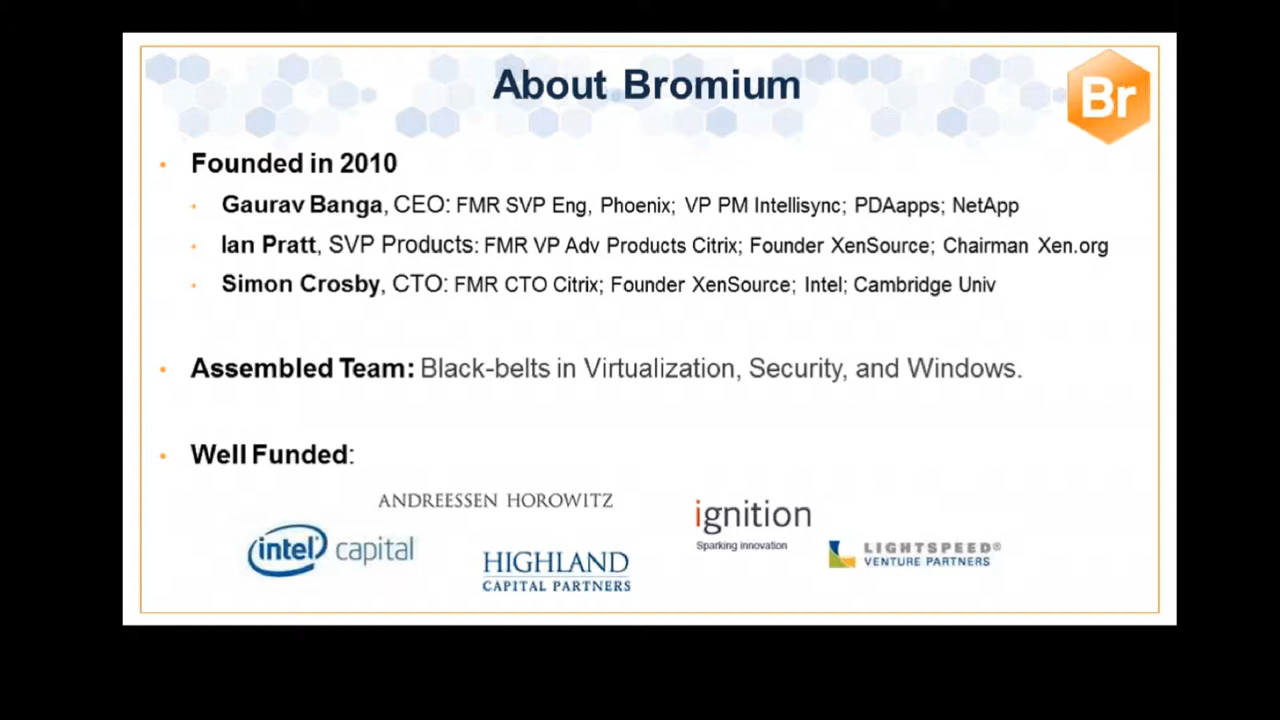 About Bromium
Br
Founded in 2010
Gaurav Banga, CEO: FMR SVP Eng, Phoenix; VP PM Intellisync; PDAapps; NetApp
Ian Pratt, SVP Products: FMR VP Adv Products Citrix; Founder XenSource; Chairman Xen.org
Simon Crosby, CTO: FMR CTO Citrix; Founder XenSource; Intel; Cambridge Univ
Assembled Team: Black-belts in Virtualization, Security, and Windows.
Well Funded:
ANDREESSEN HOROWITZ
ignition
Sparking innovation
intel capital
HIGHLAND
CAPITAL PARTNERS
LIGHTSPEED®
VENTURE PARTNERS